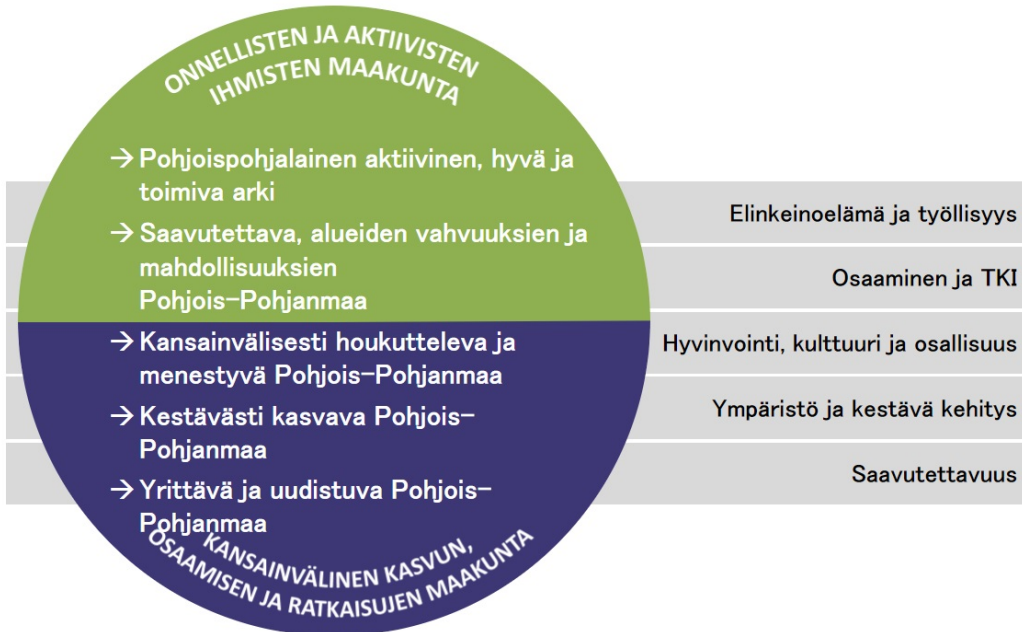 ONNELLISTEN JA AKTIIVISTEN
IHMISTEN MAAKUNTA
→ Pohjoispohjalainen aktiivinen, hyvä ja
toimiva arki
→ Saavutettava, alueiden vahvuuksien ja
mahdollisuuksien
Pohjois-Pohjanmaa
→ Kansainvälisesti houkutteleva ja
menestyvä Pohjois-Pohjanmaa
→ Kestävästi kasvava Pohjois-
Pohjanmaa
→ Yrittävä ja uudistuva Pohjois-
Pohjanmaa
KANSAINVÄLINEN KASVUN,
OSAAMISEN JA RATKAISUJEN MAAKUNTA
Elinkeinoelämä ja työllisyys
Osaaminen ja TKI
Hyvinvointi, kulttuuri ja osallisuus
Ympäristö ja kestävä kehitys
Saavutettavuus